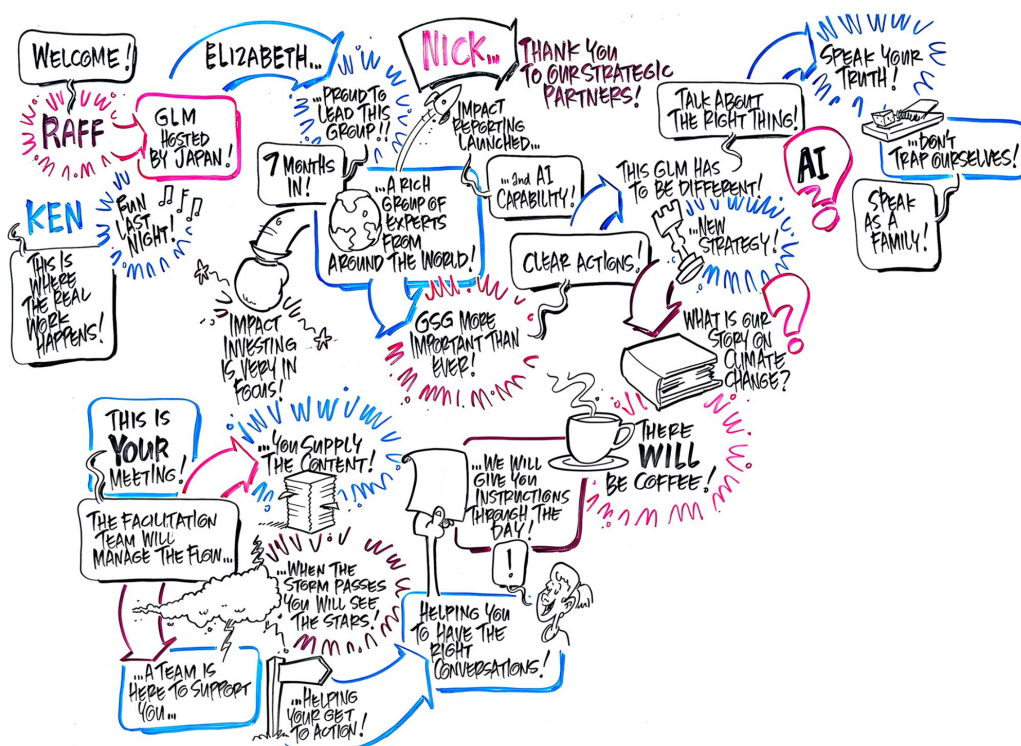 WELCOME!
RAFF
GLM
HOSTED
BY JAPAN!
KEN
THIS IS
WHERE
THE REAL
WORK
HAPPENS!
FUN
LAST
NIGHT!
ELIZABETH...
...PROUD TO
LEAD THIS
GROUP!!
7 MONTHS
IN!
...A RICH
GROUP OF
EXPERTS
FROM
AROUND THE WORLD!
IMPACT
INVESTING
IS VERY IN
FOCUS!
GSG MORE
IMPORTANT THAN
EVER!
NICK...
THANK YOU
TO OUR STRATEGIC
PARTNERS!
IMPACT
REPORTING
LAUNCHED...
...and AI
CAPABILITY!
CLEAR ACTIONS!
THIS GLM HAS
TO BE DIFFERENT!
...NEW
STRATEGY!
WHAT IS OUR
STORY ON
CLIMATE
CHANGE?
?
TALK ABOUT
THE RIGHT THING!
AI
SPEAK YOUR
TRUTH!
...DON'T
TRAP OURSELVES!
SPEAK
AS A
FAMILY!
THERE
WILL
BE COFFEE!
THIS IS
YOUR
MEETING!
...YOU SUPPLY
THE CONTENT!
THE FACILITATION
TEAM WILL
MANAGE THE FLOW...
...WHEN THE
STORM PASSES
YOU WILL SEE
THE STARS!
...A TEAM IS
HERE TO SUPPORT
YOU...
...HELPING
YOUR GET
TO ACTION!
...WE WILL
GIVE YOU
INSTRUCTIONS
THROUGH THE
DAY!
!
HELPING YOU
TO HAVE THE
RIGHT
CONVERSATIONS!